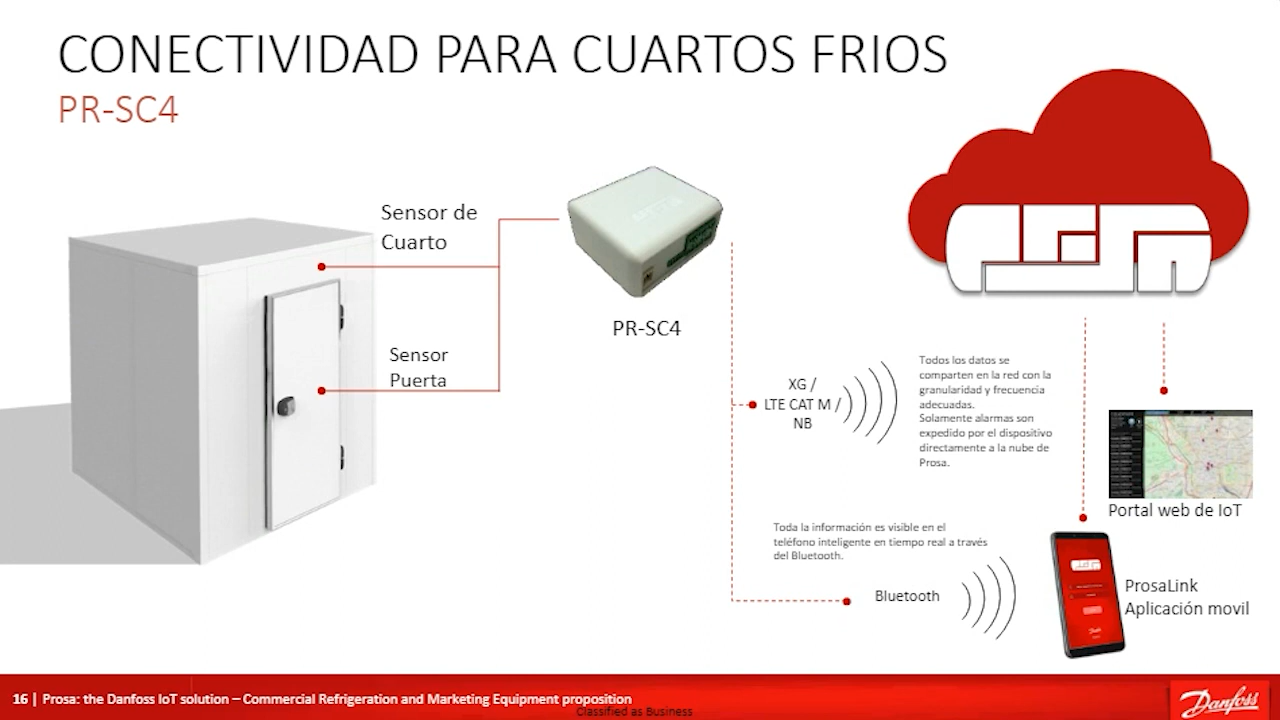 CONECTIVIDAD PARA CUARTOS FRIOS
PR-SC4
Sensor de
Cuarto
Sensor
Puerta
PR-SC4
XG /
LTE CAT M /
NB
Todos los datos se
comparten en la red con la
granularidad y frecuencia
adecuadas.
Solamente alarmas son
expedido por el dispositivo
directamente a la nube de
Prosa.
Portal web de IoT
Toda la información es visible en el
teléfono inteligente en tiempo real a través
del Bluetooth.
Bluetooth
ProsaLink
Aplicación movil
16 | Prosa: the Danfoss IoT solution – Commercial Refrigeration and Marketing Equipment proposition
Classified as Business
Danfoss